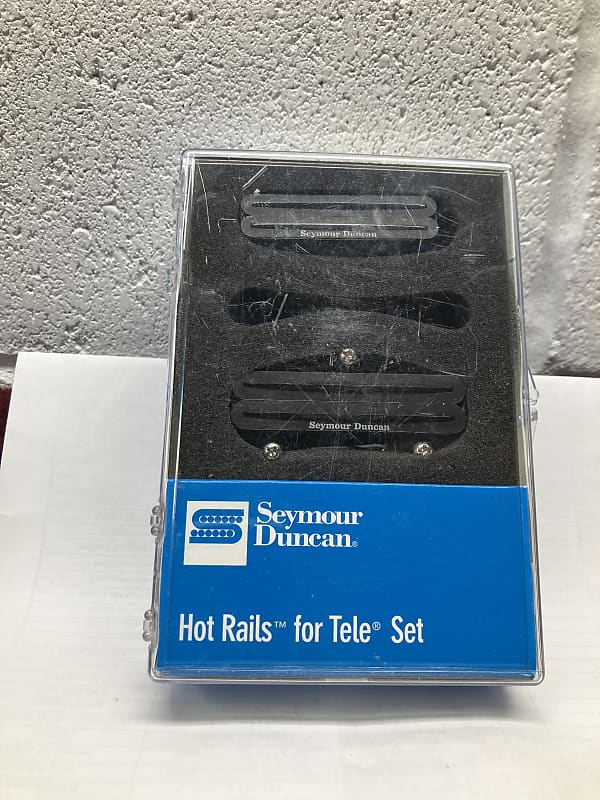 Seymour Duncan
Seymour Duncan
Seymour
Duncan®
Hot Rails™ for Tele® Set